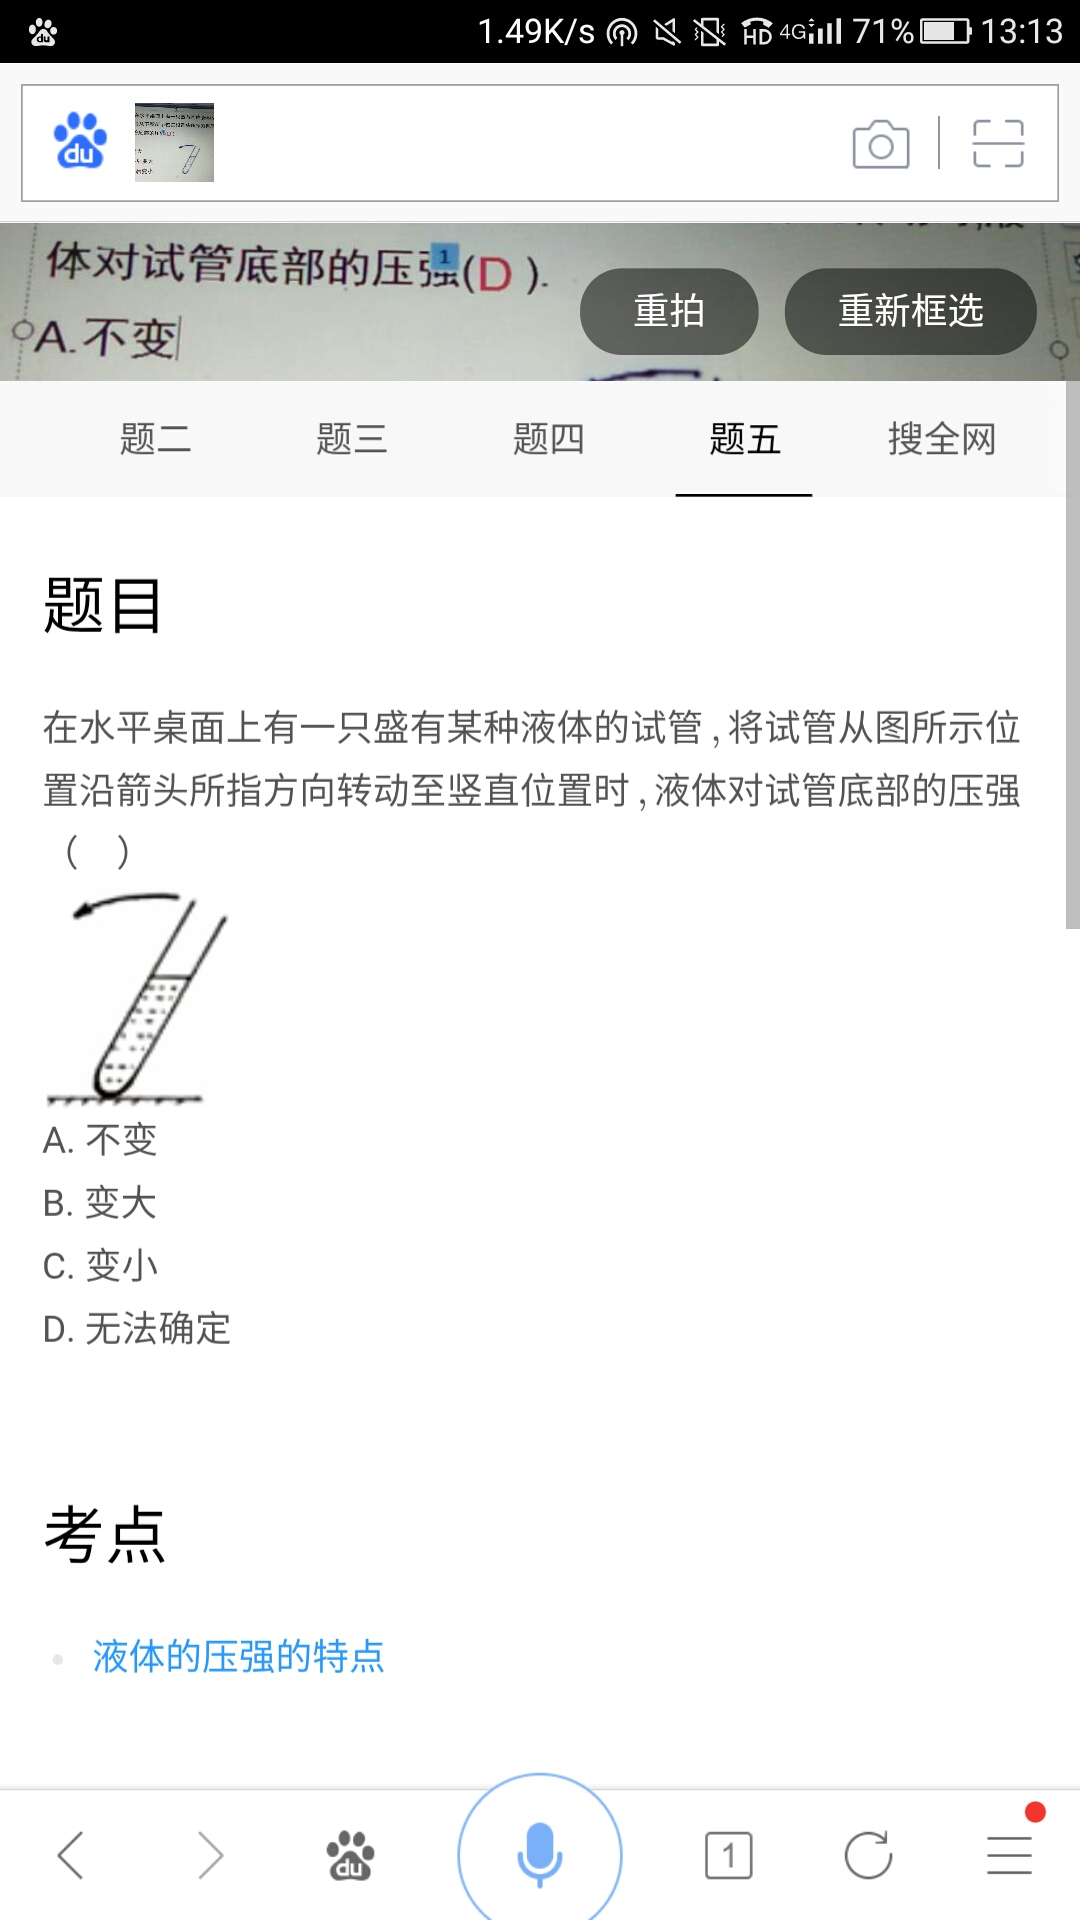 1.49K/s HD 4G 71% 13:13
du
体对试管底部的压强(D).
1
A.不变
重拍 重新框选
题二 题三 题四 题五 搜全网
题目
在水平桌面上有一只盛有某种液体的试管,将试管从图所示位
置沿箭头所指方向转动至竖直位置时,液体对试管底部的压强
( )
A. 不变
B. 变大
C. 变小
D. 无法确定
考点
液体的压强的特点
du 1